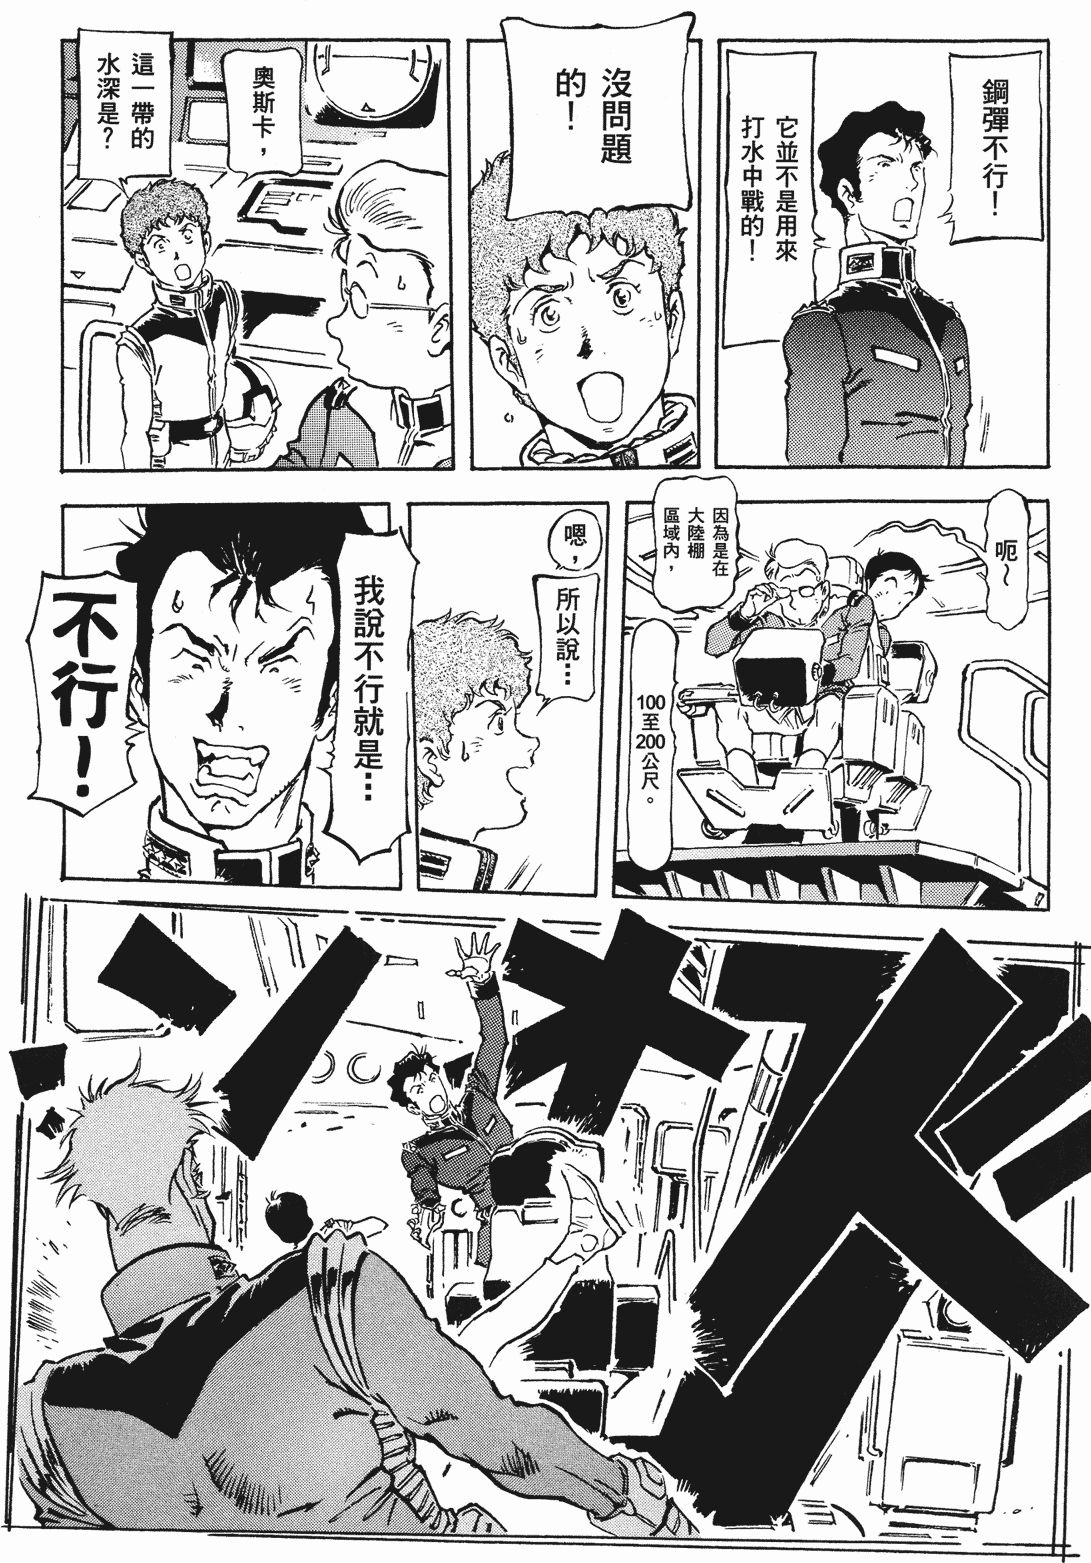 鋼彈不行！
它並不是用來
打水中戰的！
沒問題
的！
奧斯卡，
這一帶的
水深是？
呃～
因為是在
大陸棚
區域內，
100至200公尺。
嗯，
所以說…
我說不行就是…
不行！
ズオン